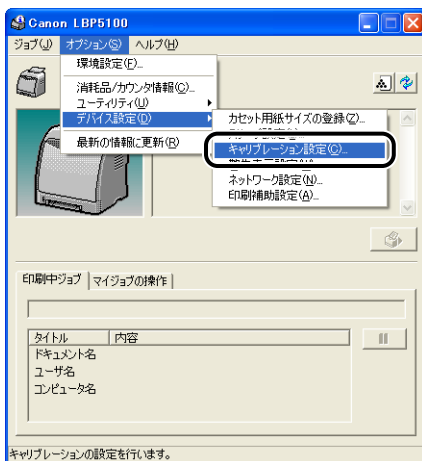 Canon LBP5100
ジョブ(J) オプション(S) ヘルプ(H)
環境設定(F)...
消耗品/カウンタ情報(C)...
ユーティリティ(U)
デバイス設定(D)
最新の情報に更新(R)
カセット用紙サイズの登録(Z)...
キャリブレーション設定(C)...
ネットワーク設定(N)...
印刷補助設定(A)...
印刷中ジョブ マイジョブの操作
タイトル 内容
ドキュメント名
ユーザ名
コンピュータ名
キャリブレーションの設定を行います。